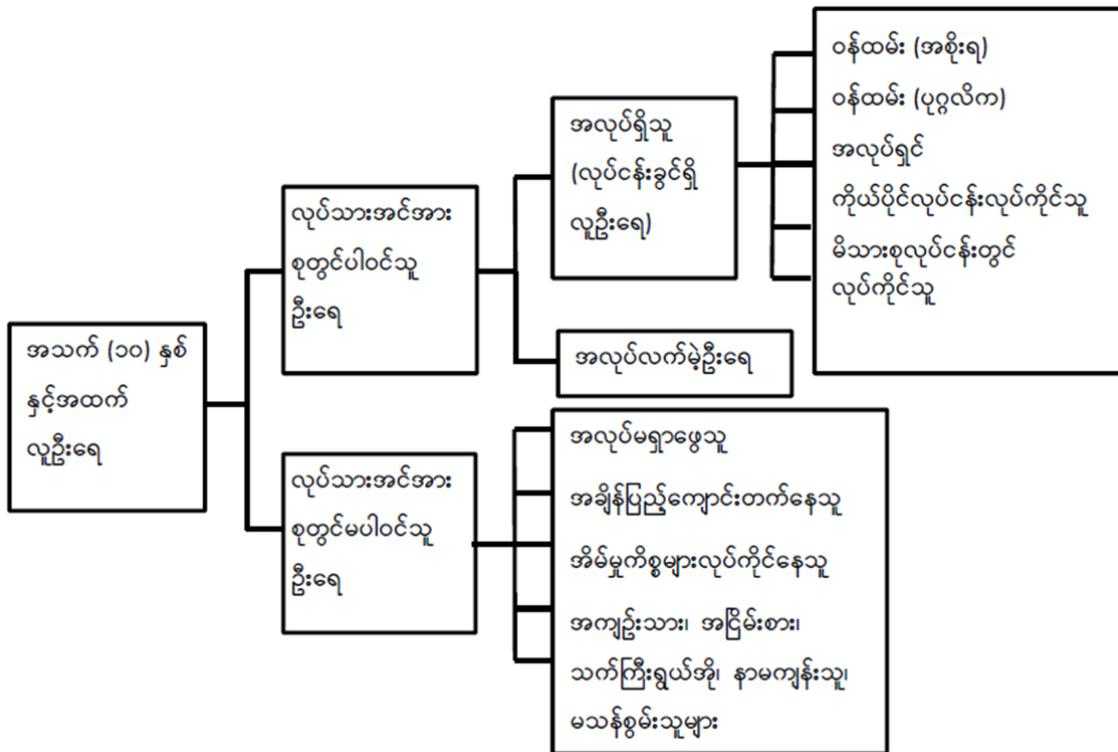 အသက် (၁၀) နှစ်
နှင့်အထက်
လူဦးရေ
လုပ်သားအင်အား
စုတွင်ပါဝင်သူ
ဦးရေ
အလုပ်ရှိသူ
(လုပ်ငန်းခွင်ရှိ
လူဦးရေ)
ဝန်ထမ်း (အစိုးရ)
ဝန်ထမ်း (ပုဂ္ဂလိက)
အလုပ်ရှင်
ကိုယ်ပိုင်လုပ်ငန်းလုပ်ကိုင်သူ
မိသားစုလုပ်ငန်းတွင်
လုပ်ကိုင်သူ
အလုပ်လက်မဲ့ဦးရေ
လုပ်သားအင်အား
စုတွင်မပါဝင်သူ
ဦးရေ
အလုပ်မရှာဖွေသူ
အချိန်ပြည့်ကျောင်းတက်နေသူ
အိမ်မှုကိစ္စများလုပ်ကိုင်နေသူ
အကျဉ်းသား၊ အငြိမ်းစား၊
သက်ကြီးရွယ်အို၊ နာမကျန်းသူ၊
မသန်စွမ်းသူများ